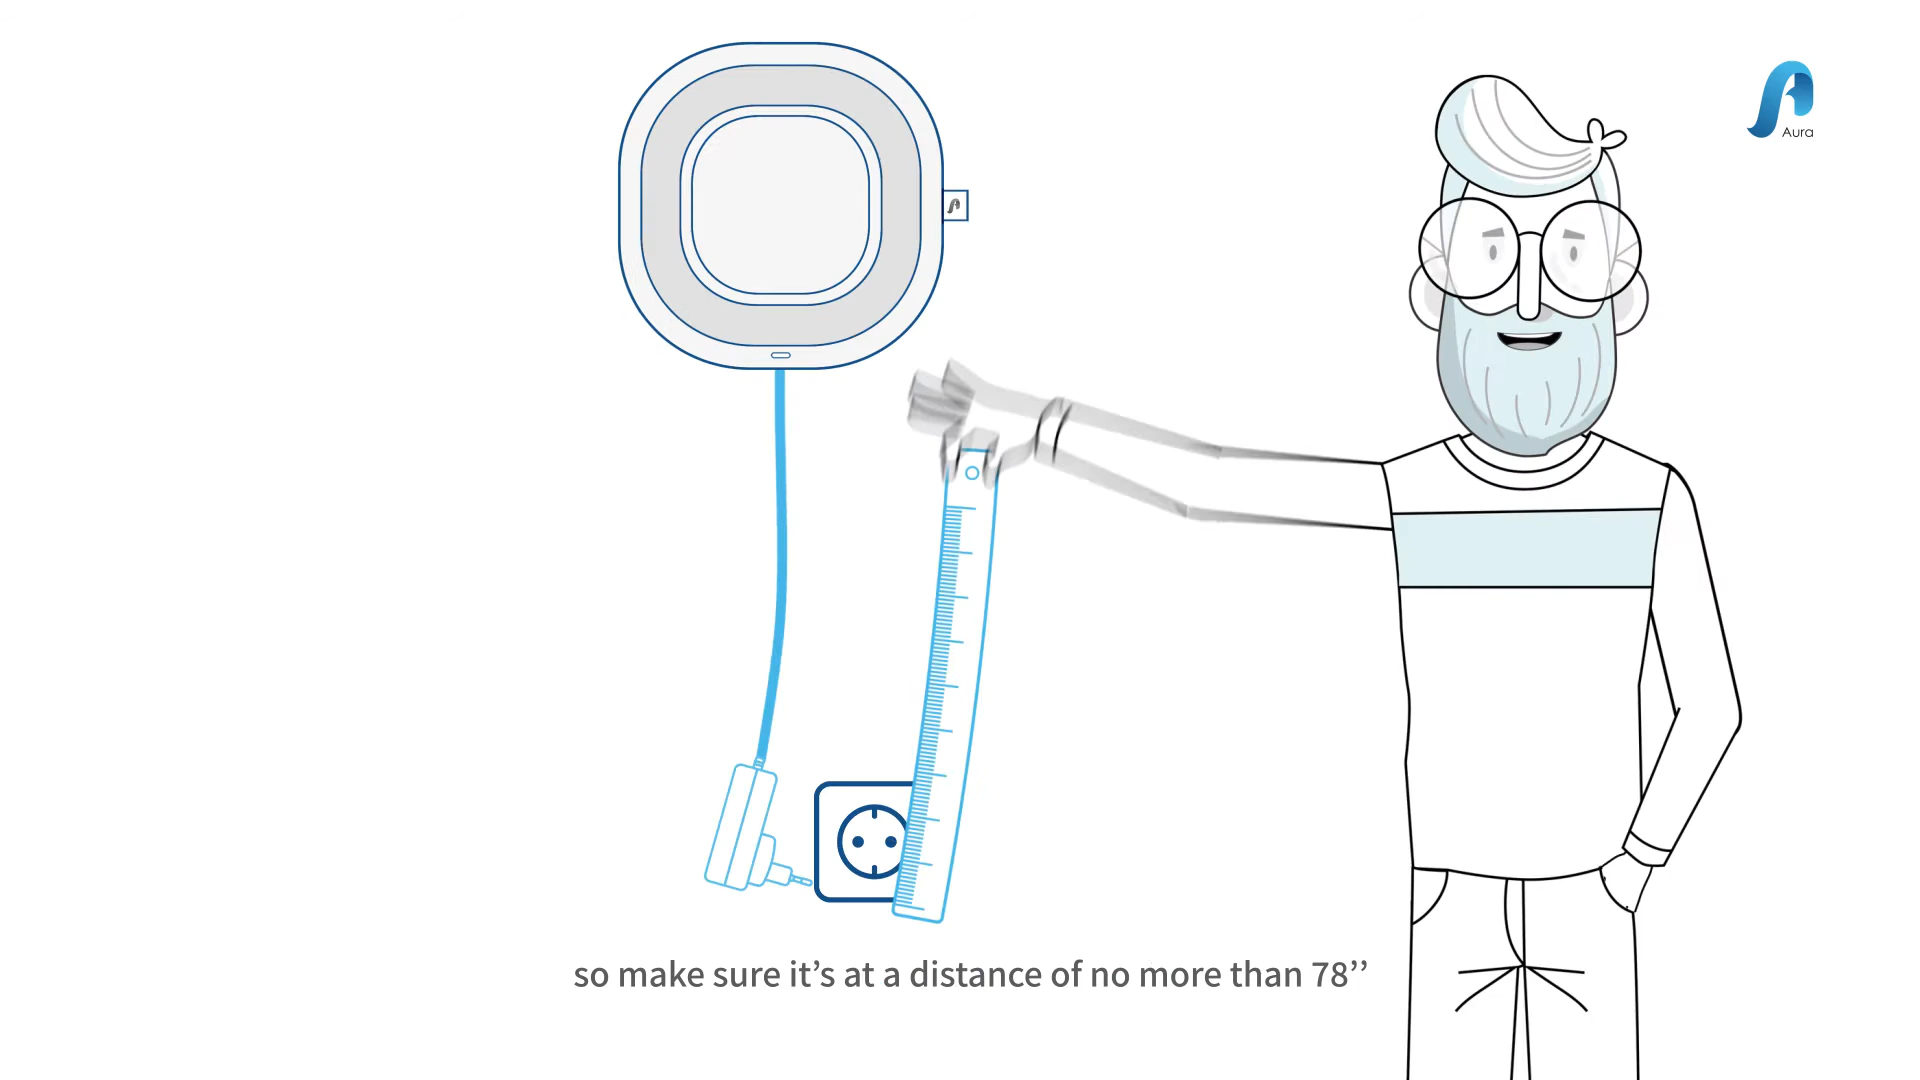 Aura
so make sure it’s at a distance of no more than 78’’